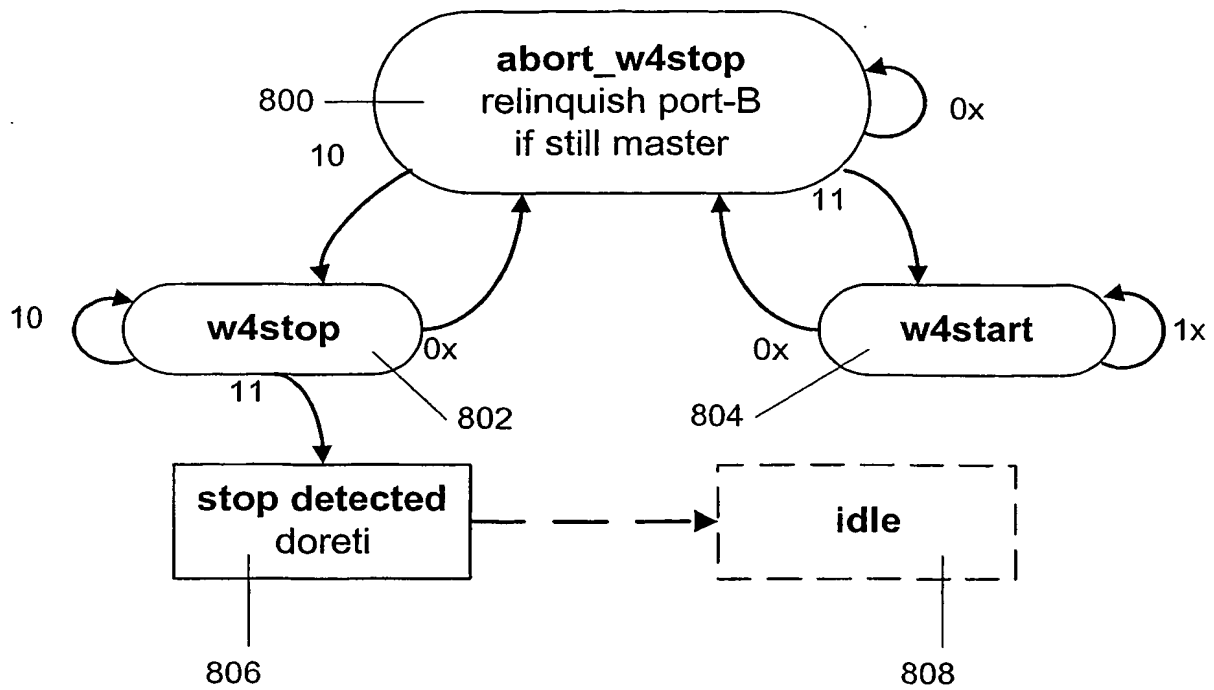 abort_w4stop
relinquish port-B
if still master
800
0x
10
11
10
w4stop
0x
0x
w4start
1x
11
802
804
stop detected
doreti
idle
806
808